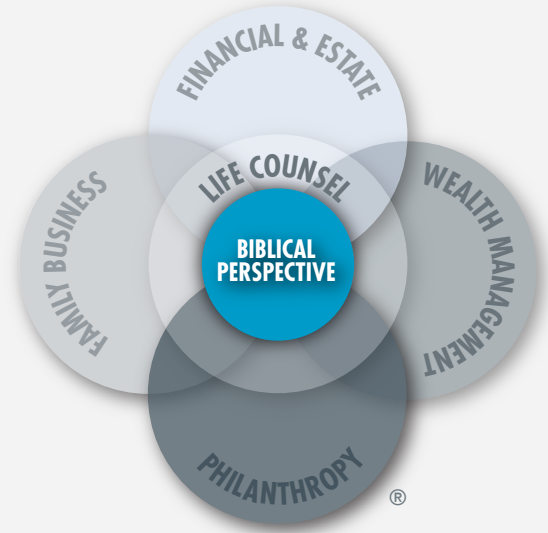 FINANCIAL & ESTATE
LIFE COUNSEL
FAMILY BUSINESS
WEALTH MANAGEMENT
BIBLICAL
PERSPECTIVE
PHILANTHROPY
®